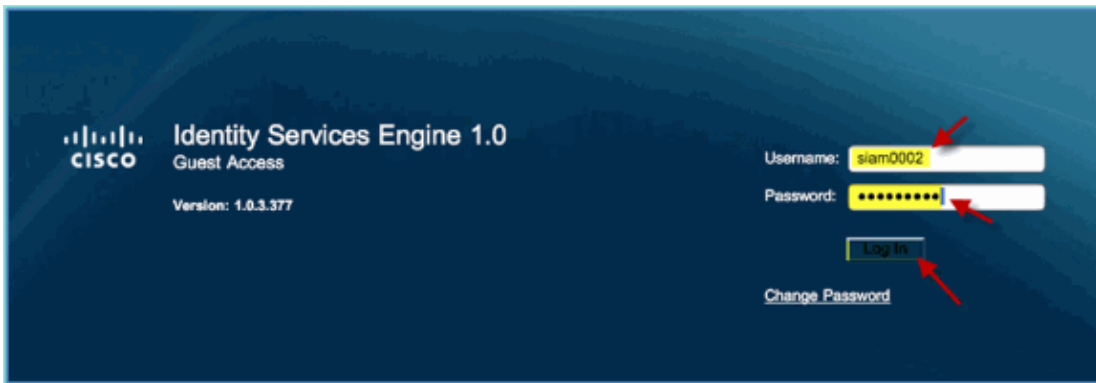 CISCO
Identity Services Engine 1.0
Guest Access
Version: 1.0.3.377
Username: siam0002
Password: •••••••••
Log In
Change Password